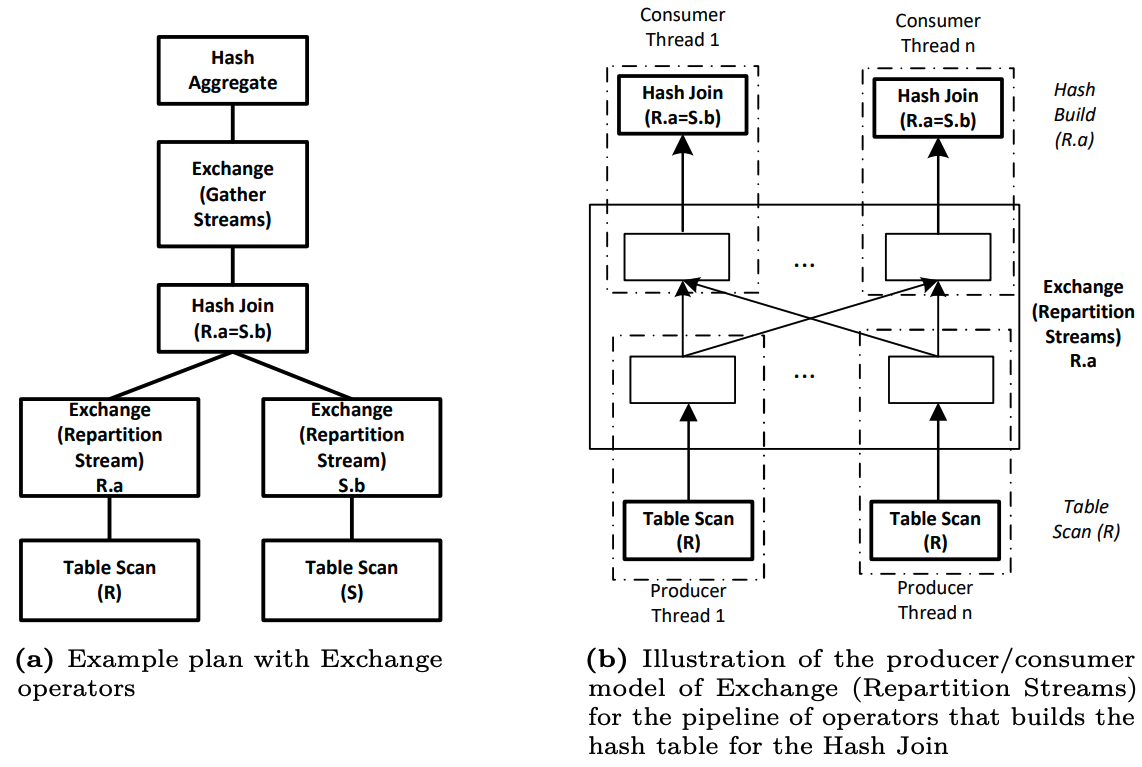 Hash
Aggregate
Exchange
(Gather
Streams)
Hash Join
(R.a=S.b)
Exchange
(Repartition
Stream)
R.a
Exchange
(Repartition
Stream)
S.b
Table Scan
(R)
Table Scan
(S)
(a) Example plan with Exchange
operators
Consumer
Thread 1
Consumer
Thread n
Hash Join
(R.a=S.b)
Hash Join
(R.a=S.b)
Hash
Build
(R.a)
...
Exchange
(Repartition
Streams)
R.a
...
Table Scan
(R)
Table Scan
(R)
Table
Scan (R)
Producer
Thread 1
Producer
Thread n
(b) Illustration of the producer/consumer
model of Exchange (Repartition Streams)
for the pipeline of operators that builds the
hash table for the Hash Join